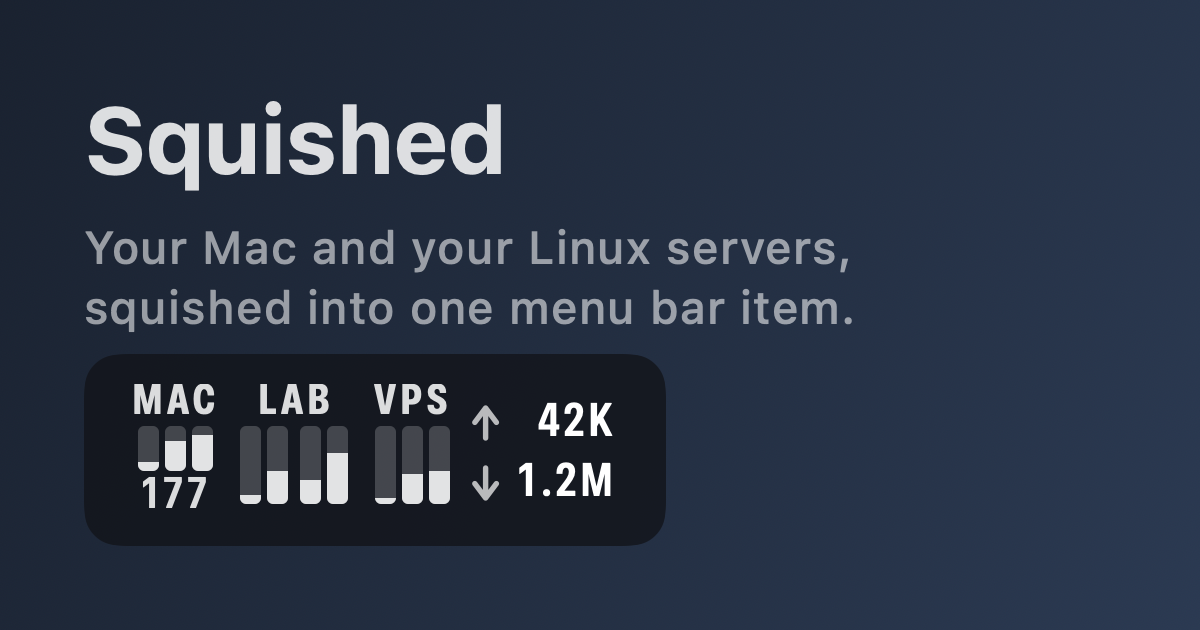 Squished
Your Mac and your Linux servers,
squished into one menu bar item.
MAC LAB VPS
↑ 42K
↓ 1.2M
177